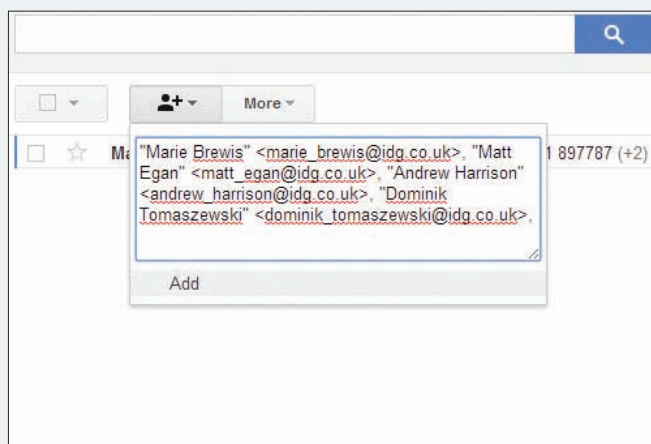 More
Ma
"Marie Brewis" <marie_brewis@idg.co.uk>, "Matt
Egan" <matt_egan@idg.co.uk>, "Andrew Harrison"
<andrew_harrison@idg.co.uk>, "Dominik
Tomaszewski" <dominik_tomaszewski@idg.co.uk>,
1 897787 (+2)
Add